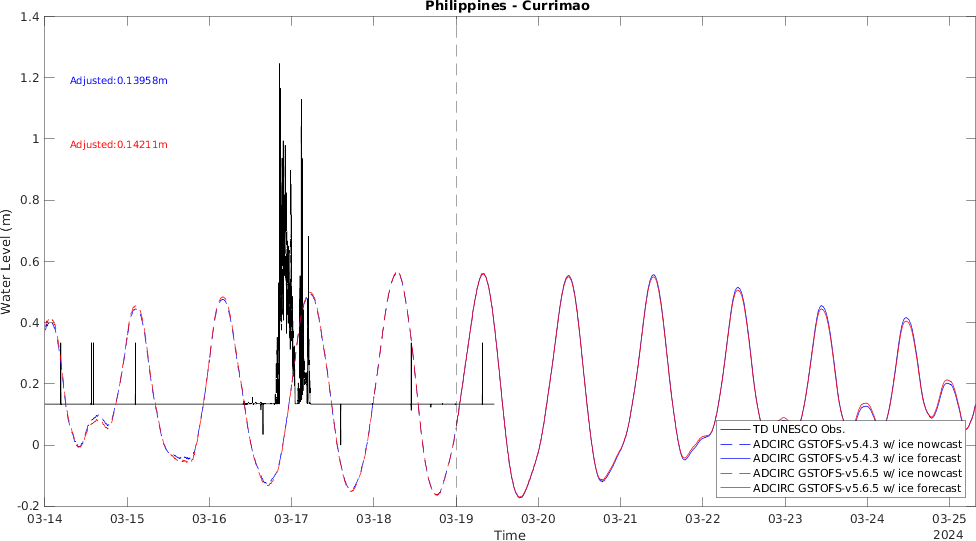 Philippines - Currimao
1.4
1.2
1
0.8
0.6
0.4
0.2
0
-0.2
Water Level (m)
Adjusted:0.13958m
Adjusted:0.14211m
TD UNESCO Obs.
ADCIRC GSTOFS-v5.4.3 w/ ice nowcast
ADCIRC GSTOFS-v5.4.3 w/ ice forecast
ADCIRC GSTOFS-v5.6.5 w/ ice nowcast
ADCIRC GSTOFS-v5.6.5 w/ ice forecast
03-14 03-15 03-16 03-17 03-18 03-19 03-20 03-21 03-22 03-23 03-24 03-25
2024
Time